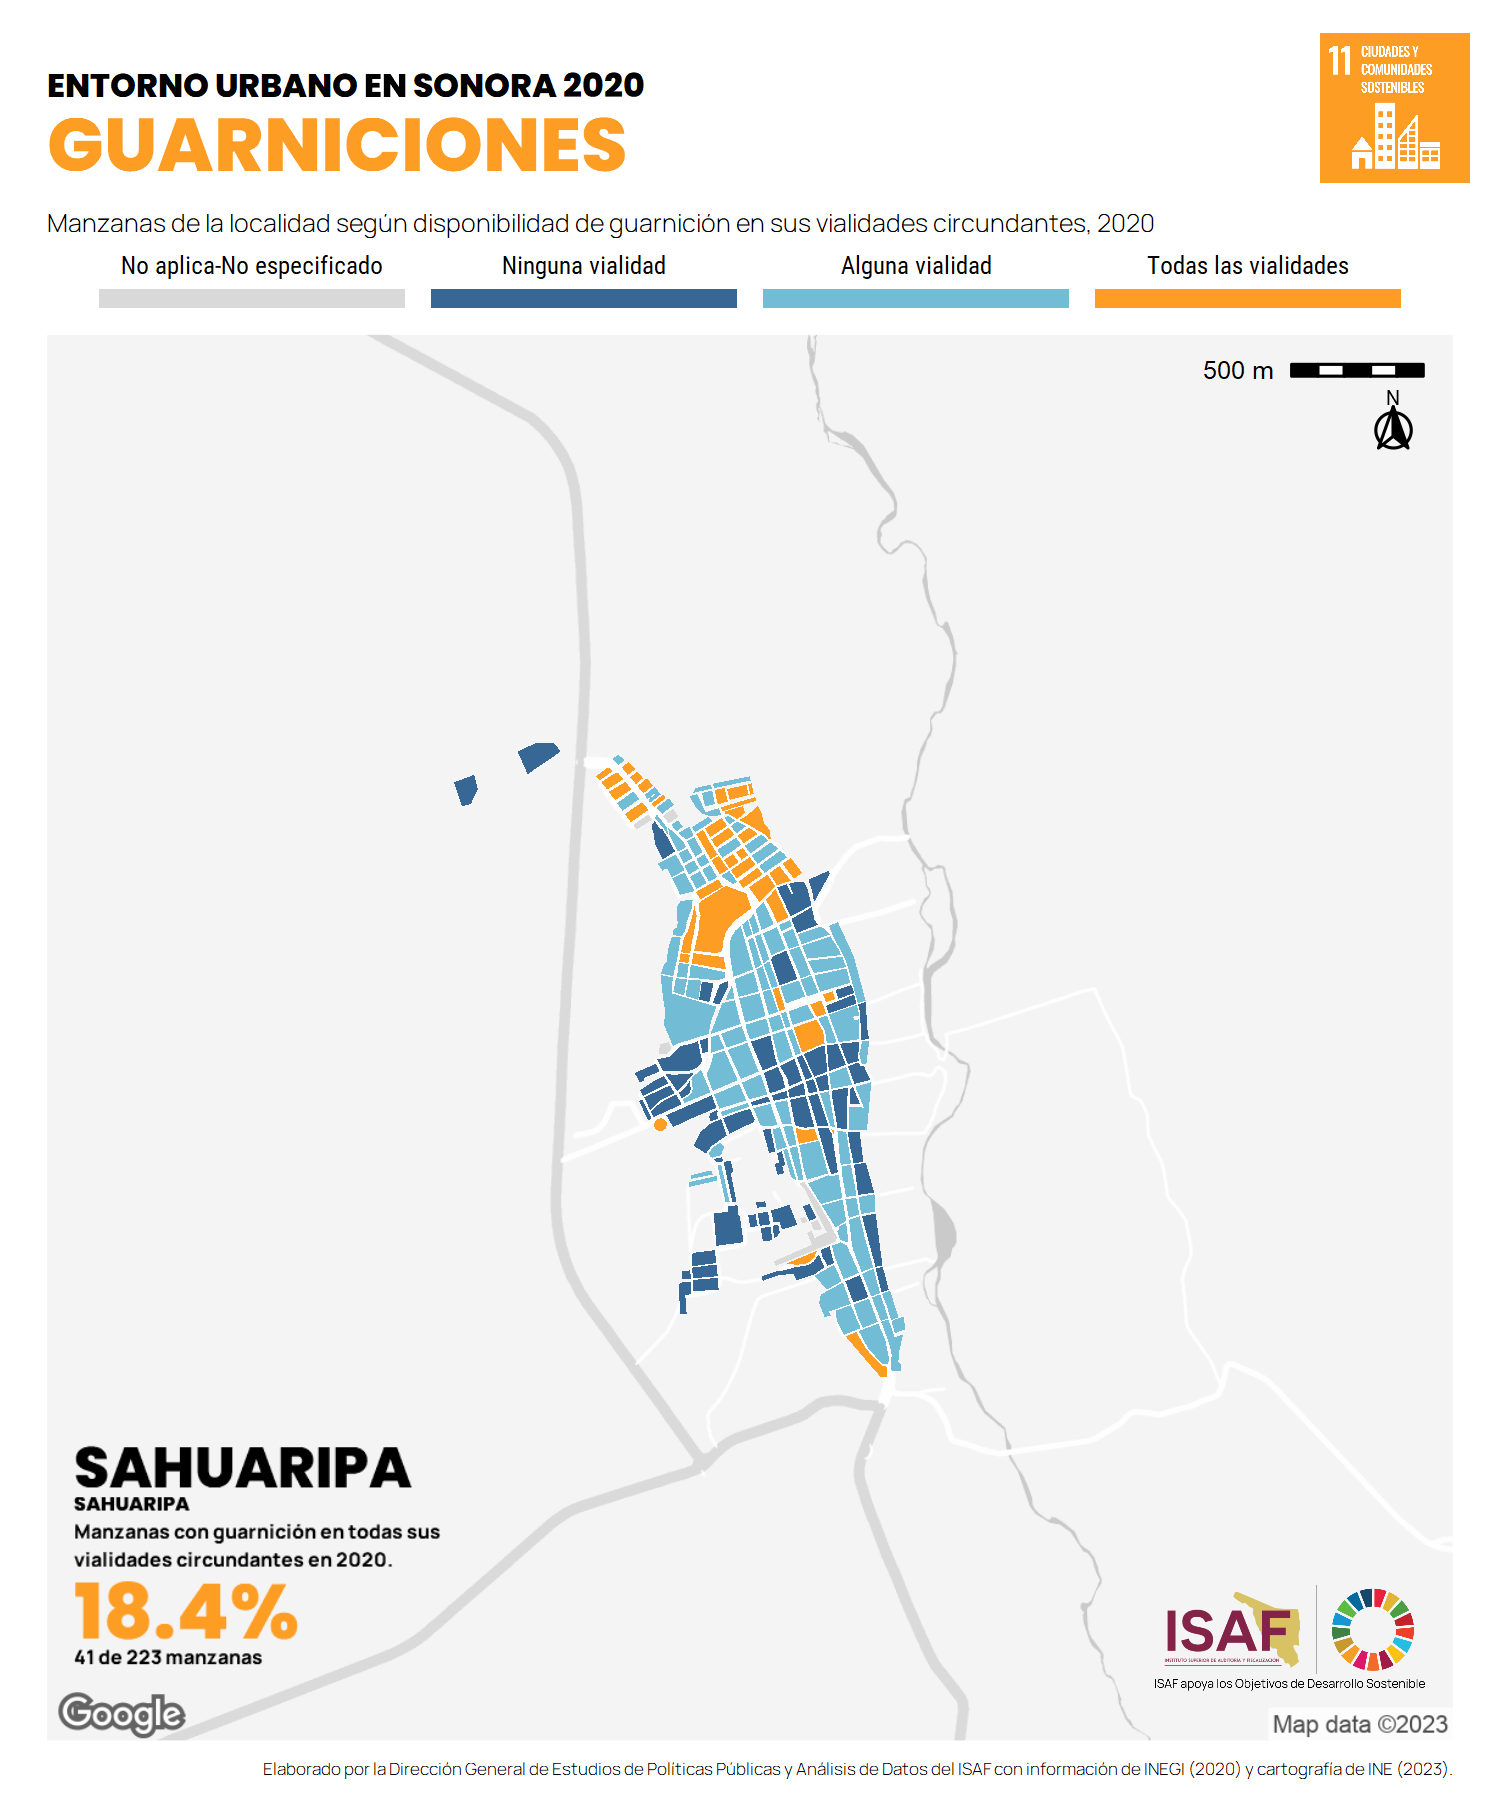 ENTORNO URBANO EN SONORA 2020
GUARNICIONES
11 CIUDADES Y
COMUNIDADES
SOSTENIBLES
Manzanas de la localidad según disponibilidad de guarnición en sus vialidades circundantes, 2020
No aplica-No especificado
Ninguna vialidad
Alguna vialidad
Todas las vialidades
500 m
N
SAHUARIPA
SAHUARIPA
Manzanas con guarnición en todas sus
vialidades circundantes en 2020.
18.4%
41 de 223 manzanas
ISAF
INSTITUTO SUPERIOR DE AUDITORÍA Y FISCALIZACIÓN
ISAF apoya los Objetivos de Desarrollo Sostenible
Google
Map data ©2023
Elaborado por la Dirección General de Estudios de Políticas Públicas y Análisis de Datos del ISAF con información de INEGI (2020) y cartografía de INE (2023).